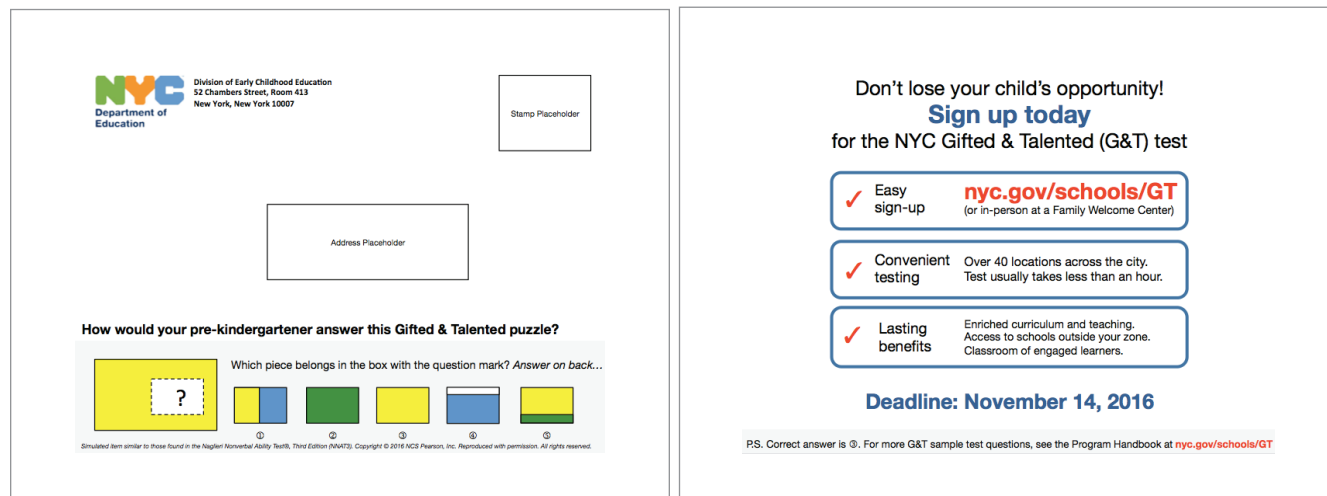 NYC
Department of
Education
Division of Early Childhood Education
52 Chambers Street, Room 413
New York, New York 10007
Stamp Placeholder
Address Placeholder
How would your pre-kindergartener answer this Gifted & Talented puzzle?
Which piece belongs in the box with the question mark? Answer on back...
?
① ② ③ ④ ⑤
Simulated item similar to those found in the Naglieri Nonverbal Ability Test®, Third Edition (NNAT3). Copyright © 2016 NCS Pearson, Inc. Reproduced with permission. All rights reserved.
Don't lose your child's opportunity!
Sign up today
for the NYC Gifted & Talented (G&T) test
✓ Easy
sign-up
nyc.gov/schools/GT
(or in-person at a Family Welcome Center)
✓ Convenient
testing
Over 40 locations across the city.
Test usually takes less than an hour.
✓ Lasting
benefits
Enriched curriculum and teaching.
Access to schools outside your zone.
Classroom of engaged learners.
Deadline: November 14, 2016
P.S. Correct answer is ③. For more G&T sample test questions, see the Program Handbook at nyc.gov/schools/GT